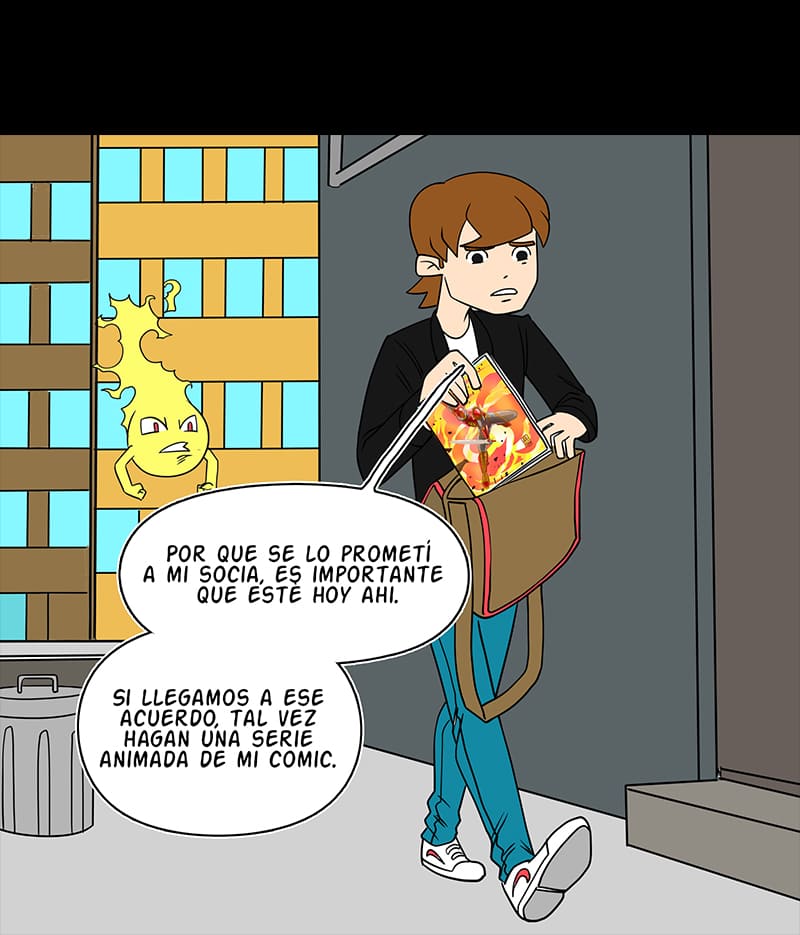 ?
POR QUE SE LO PROMETÍ
A MI SOCIA, ES IMPORTANTE
QUE ESTÉ HOY AHI.
SI LLEGAMOS A ESE
ACUERDO, TAL VEZ
HAGAN UNA SERIE
ANIMADA DE MI COMIC.